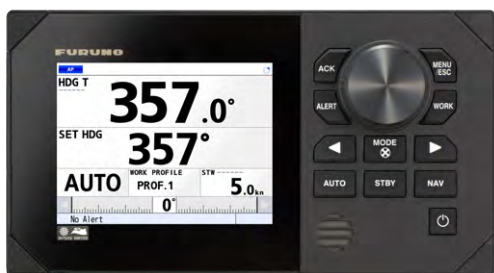 FURUNO
AP
HDG T
357.0°
SET HDG
357°
AUTO
WORK PROFILE
PROF.1
STW
5.0kn
0°
No Alert
ACK
MENU
/ESC
ALERT
WORK
MODE
AUTO
STBY
NAV